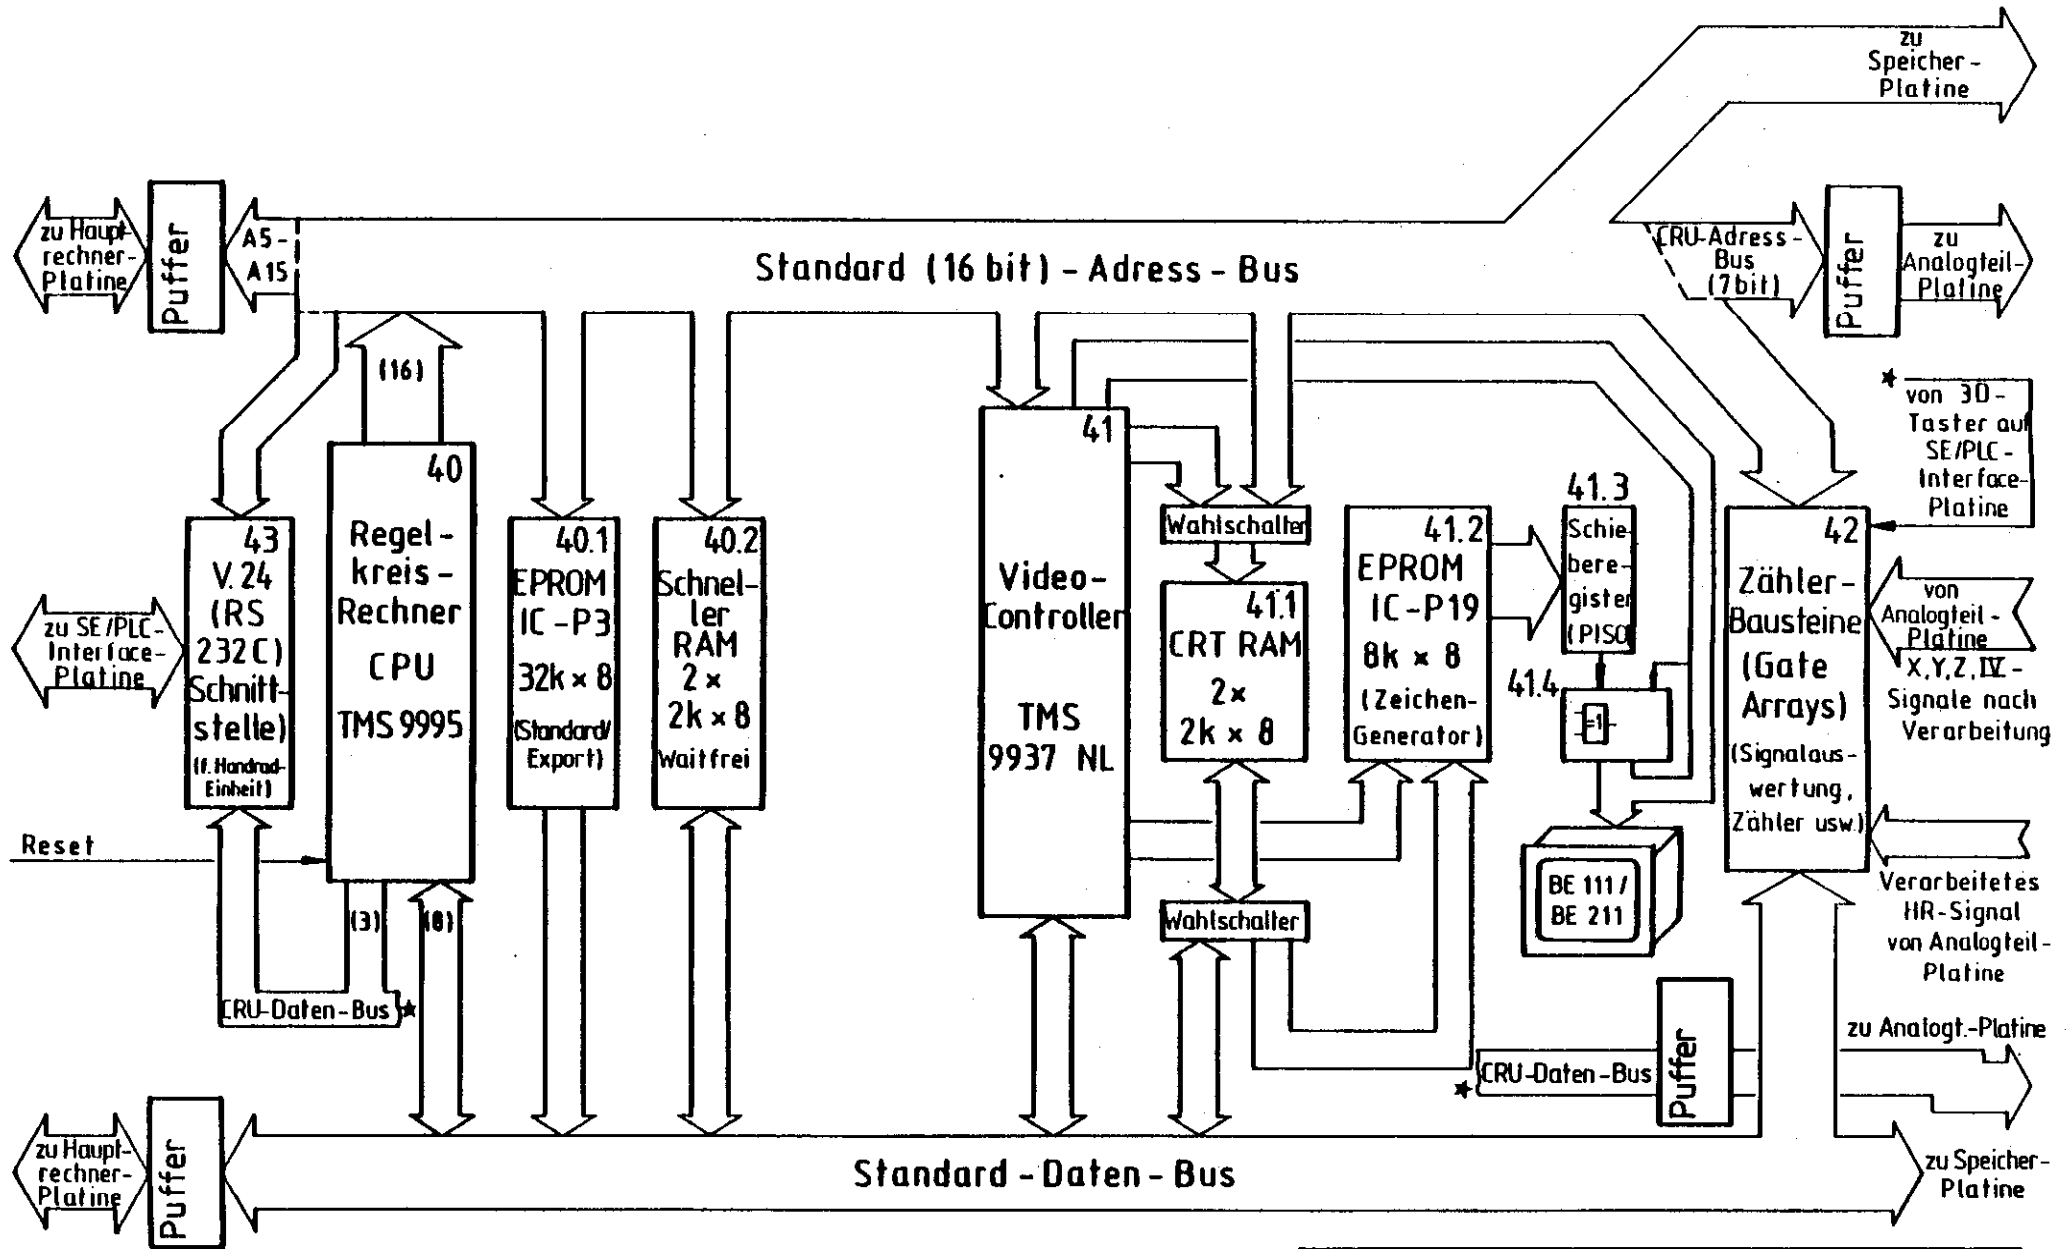 zu
Speicher-
Platine
zu Haupt-
rechner-
Platine
Puffer
A5-
A15
Standard (16 bit) - Adress - Bus
CRU-Adress-
Bus
(7bit)
Puffer
zu
Analogteil-
Platine
(16)
★ von 3D-
Taster auf
SE/PLC-
Interface-
Platine
43
V.24
(RS
232C)
Schnitt-
stelle)
(f. Handrad-
Einheit)
zu SE/PLC-
Interface-
Platine
40
Regel-
kreis-
Rechner
CPU
TMS 9995
40.1
EPROM
IC-P3
32k x 8
(Standard/
Export)
40.2
Schnel-
ler
RAM
2 x
2k x 8
Waitfrei
41
Video-
Controller
TMS
9937 NL
Wahlschalter
41.1
CRT RAM
2x
2k x 8
41.2
EPROM
IC-P19
8k x 8
(Zeichen-
Generator)
41.3
Schie-
bere-
gister
(PISO)
41.4
=1
42
Zähler-
Bausteine
(Gate
Arrays)
(Signalaus-
wertung,
Zähler usw.)
von
Analogteil-
Platine
X,Y,Z,IV-
Signale nach
Verarbeitung
Reset
(3)
(8)
CRU-Daten-Bus ★
Wahlschalter
BE 111 /
BE 211
Verarbeitetes
HR-Signal
von Analogteil-
Platine
★ CRU-Daten-Bus
Puffer
zu Analogt.-Platine
zu Haupt-
rechner-
Platine
Puffer
Standard-Daten-Bus
zu Speicher-
Platine